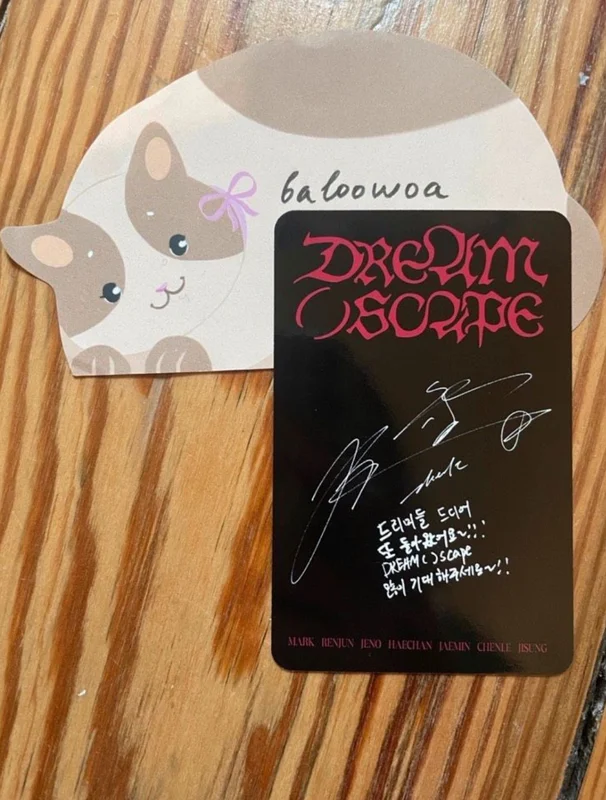 baloowoa
DREAM
( )SCAPE
드리머들 드디어
또 돌아왔어요~!!!
DREAM( )scape
많이 기대해주세요~!!
MARK RENJUN JENO HAECHAN JAEMIN CHENLE JISUNG